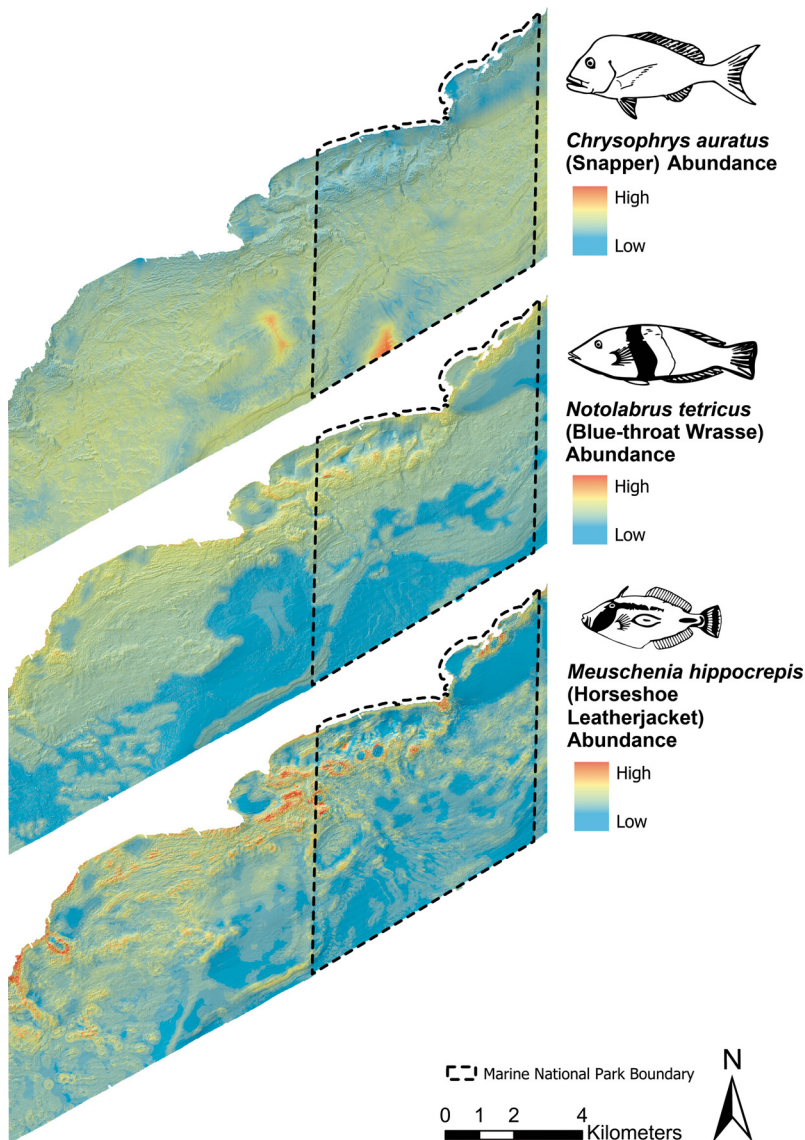 Chrysophrys auratus
(Snapper) Abundance
High
Low
Notolabrus tetricus
(Blue-throat Wrasse)
Abundance
High
Low
Meuschenia hippocrepis
(Horseshoe
Leatherjacket)
Abundance
High
Low
Marine National Park Boundary
N
0 1 2 4
Kilometers